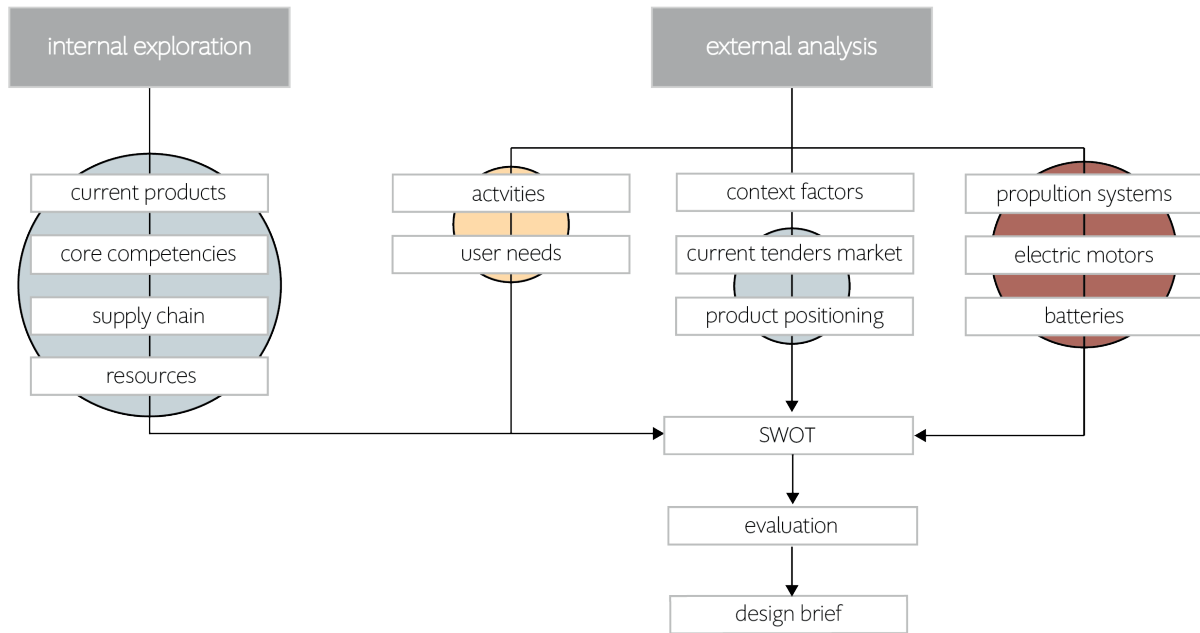 internal exploration
external analysis
current products
core competencies
supply chain
resources
actvities
user needs
context factors
current tenders market
product positioning
propultion systems
electric motors
batteries
SWOT
evaluation
design brief